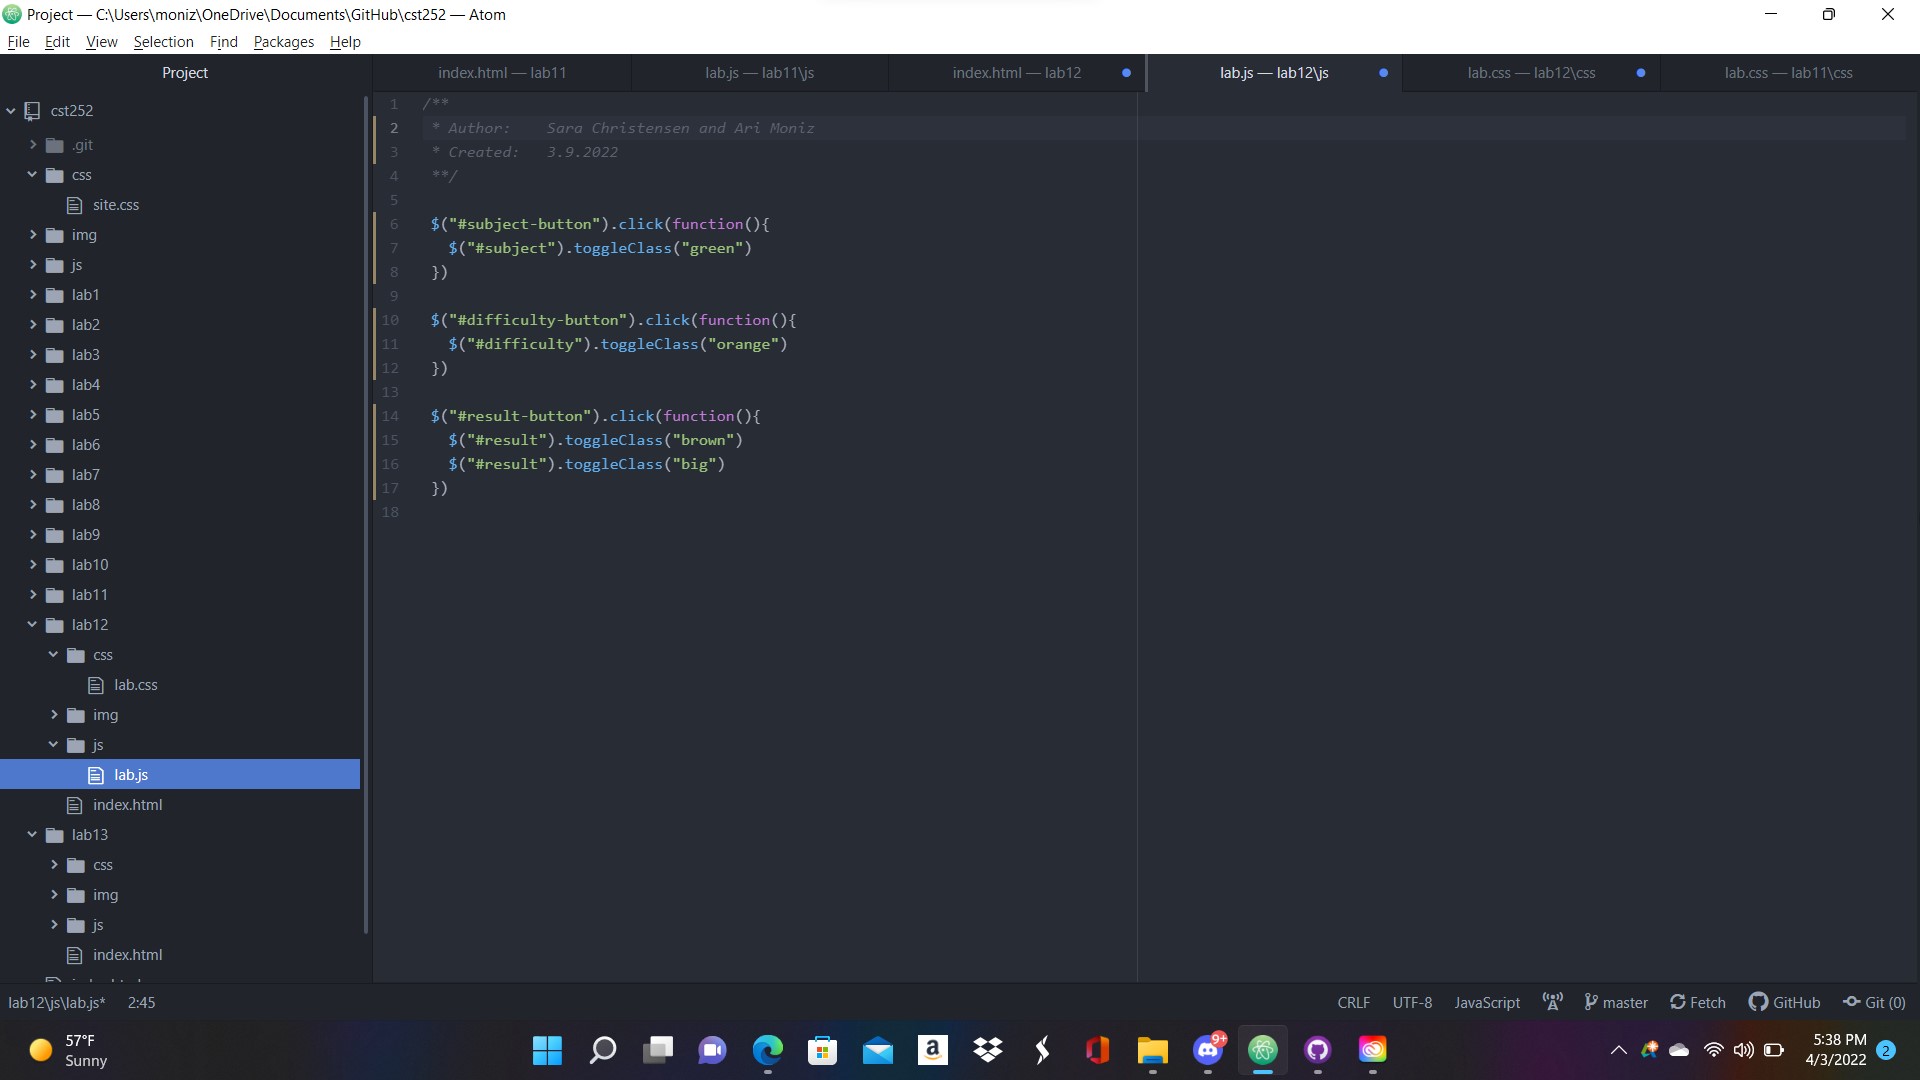 Project — C:\Users\moniz\OneDrive\Documents\GitHub\cst252 — Atom
File Edit View Selection Find Packages Help
Project
index.html — lab11
lab.js — lab11\js
index.html — lab12
lab.js — lab12\js
lab.css — lab12\css
lab.css — lab11\css
cst252
.git
css
site.css
img
js
lab1
lab2
lab3
lab4
lab5
lab6
lab7
lab8
lab9
lab10
lab11
lab12
css
lab.css
img
js
lab.js
index.html
lab13
css
img
js
index.html
1 /**
2 * Author: Sara Christensen and Ari Moniz
3 * Created: 3.9.2022
4 **/
5
6 $("#subject-button").click(function(){
7 $("#subject").toggleClass("green")
8 })
9
10 $("#difficulty-button").click(function(){
11 $("#difficulty").toggleClass("orange")
12 })
13
14 $("#result-button").click(function(){
15 $("#result").toggleClass("brown")
16 $("#result").toggleClass("big")
17 })
18
lab12\js\lab.js* 2:45
CRLF UTF-8 JavaScript master Fetch GitHub Git (0)
57°F
Sunny
a
9+
5:38 PM
4/3/2022
2